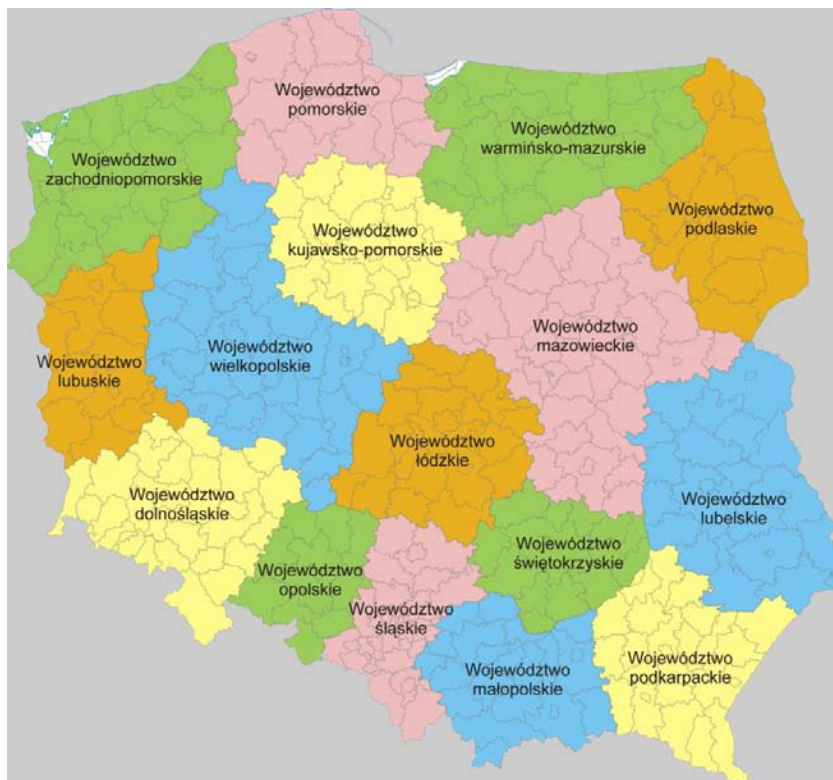 Województwo
pomorskie
Województwo
warmińsko-mazurskie
Województwo
zachodniopomorskie
Województwo
podlaskie
Województwo
kujawsko-pomorskie
Województwo
mazowieckie
Województwo
wielkopolskie
Województwo
lubuskie
Województwo
łódzkie
Województwo
dolnośląskie
Województwo
lubelskie
Województwo
świętokrzyskie
Województwo
opolskie
Województwo
śląskie
Województwo
małopolskie
Województwo
podkarpackie